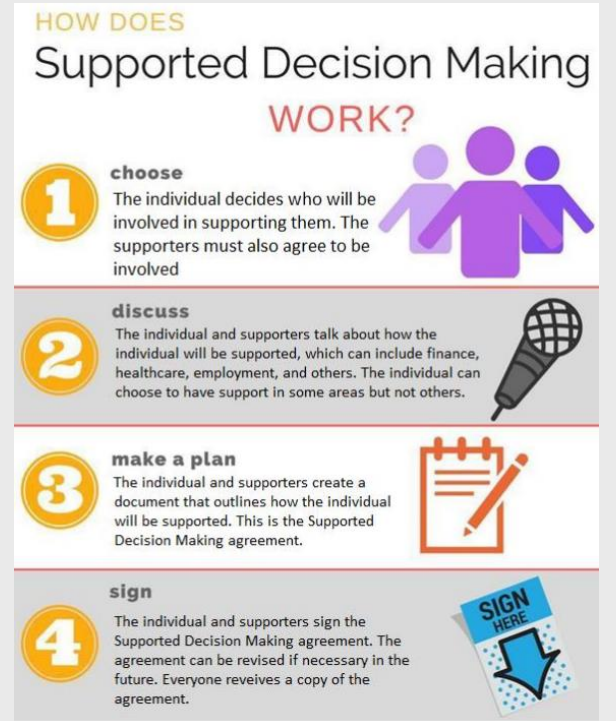 HOW DOES
Supported Decision Making
WORK?
1
choose
The individual decides who will be
involved in supporting them. The
supporters must also agree to be
involved
2
discuss
The individual and supporters talk about how the
individual will be supported, which can include finance,
healthcare, employment, and others. The individual can
choose to have support in some areas but not others.
3
make a plan
The individual and supporters create a
document that outlines how the individual
will be supported. This is the Supported
Decision Making agreement.
4
sign
The individual and supporters sign the
Supported Decision Making agreement. The
agreement can be revised if necessary in the
future. Everyone reveives a copy of the
agreement.
SIGN
HERE